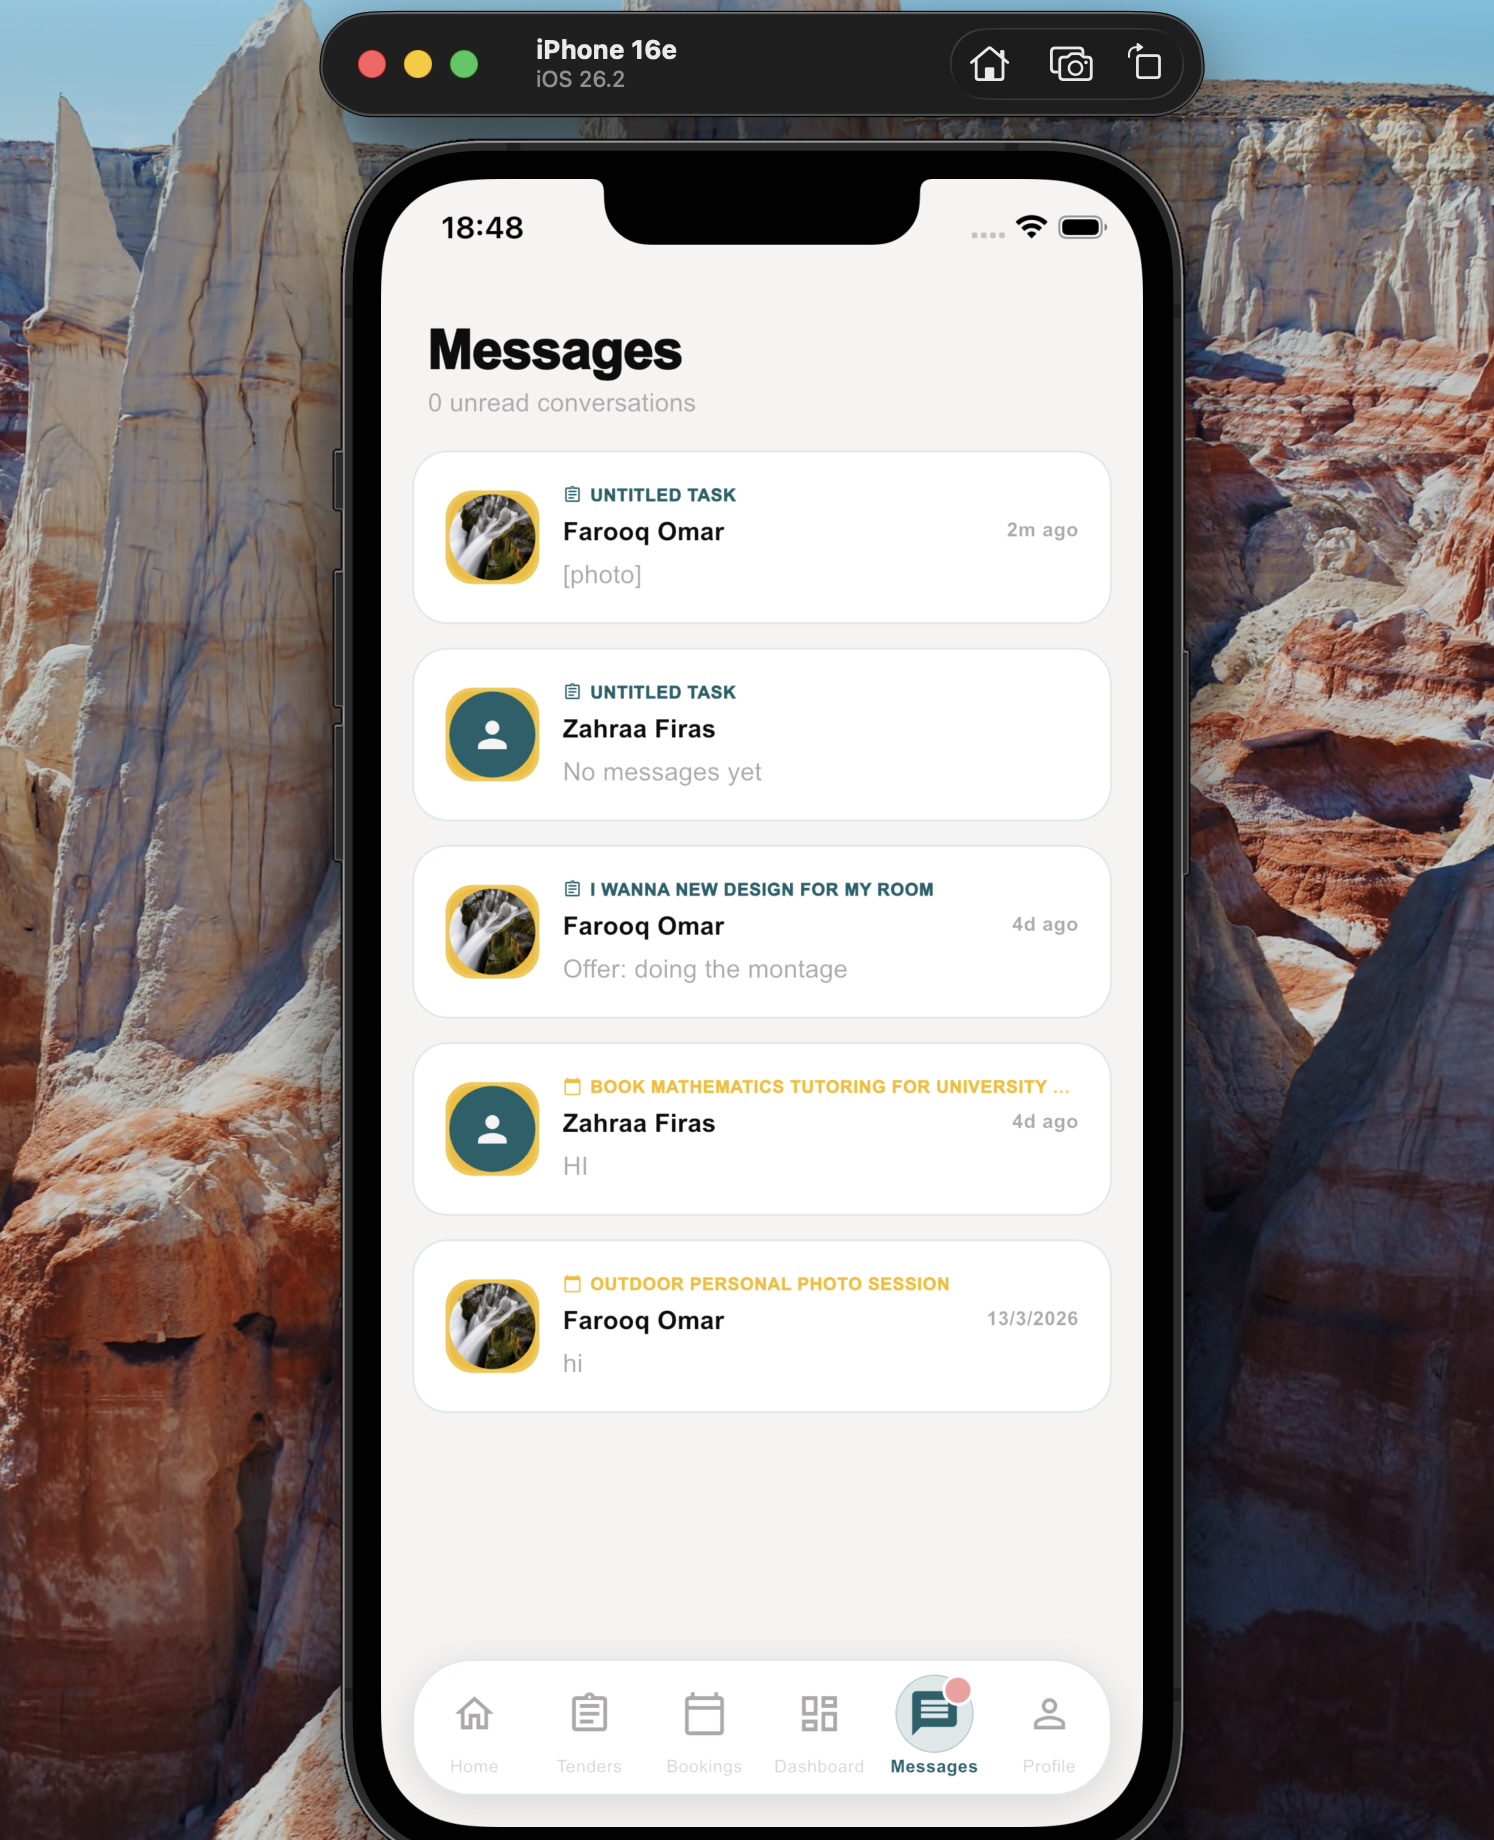 iPhone 16e
iOS 26.2
18:48
Messages
0 unread conversations
UNTITLED TASK
Farooq Omar
2m ago
[photo]
UNTITLED TASK
Zahraa Firas
No messages yet
I WANNA NEW DESIGN FOR MY ROOM
Farooq Omar
4d ago
Offer: doing the montage
BOOK MATHEMATICS TUTORING FOR UNIVERSITY ...
Zahraa Firas
4d ago
HI
OUTDOOR PERSONAL PHOTO SESSION
Farooq Omar
13/3/2026
hi
Home
Tenders
Bookings
Dashboard
Messages
Profile